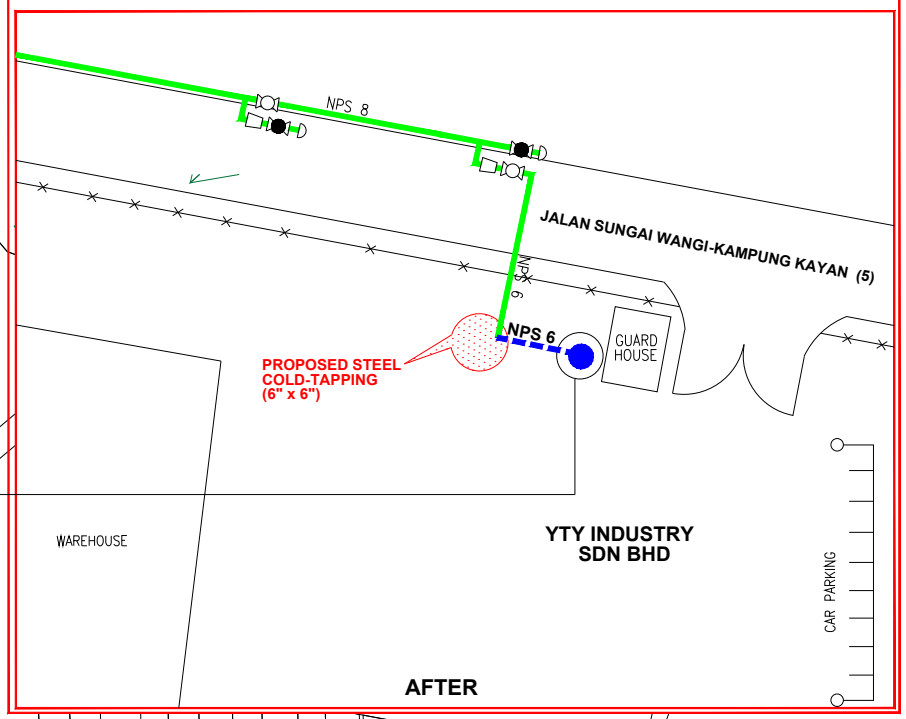 NPS 8
JALAN SUNGAI WANGI-KAMPUNG KAYAN (5)
NPS 6
NPS 6
GUARD
HOUSE
PROPOSED STEEL
COLD-TAPPING
(6" x 6")
YTY INDUSTRY
SDN BHD
WAREHOUSE
CAR PARKING
AFTER